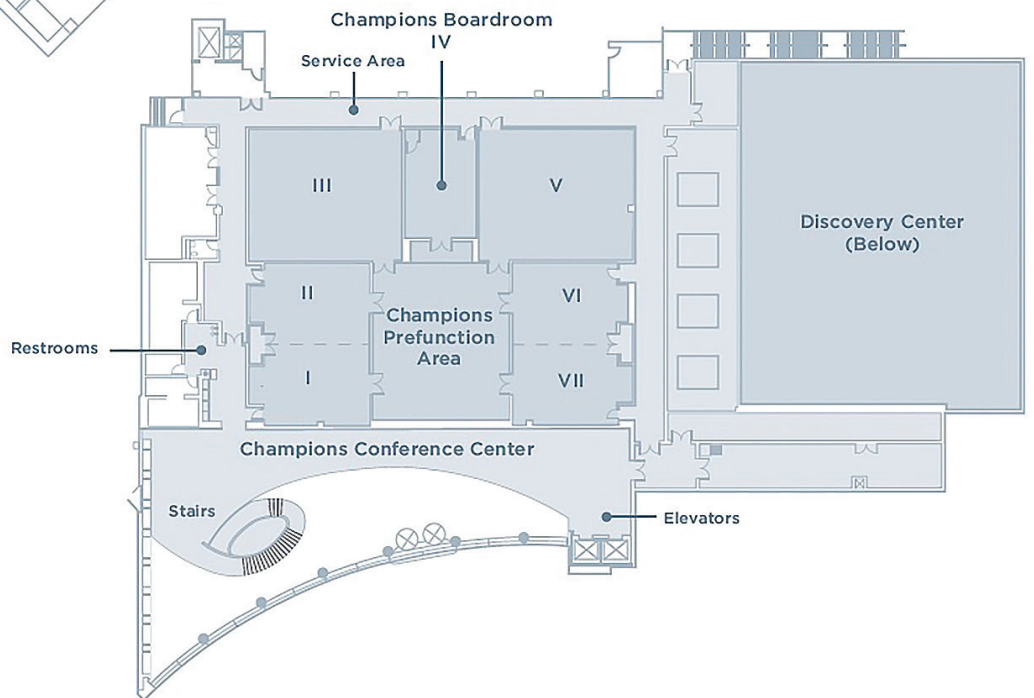 Champions Boardroom
IV
Service Area
III
V
Discovery Center
(Below)
II
VI
Champions
Prefunction
Area
Restrooms
I
VII
Champions Conference Center
Stairs
Elevators